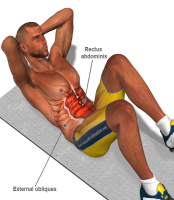 Rectus
abdominis
External obliques